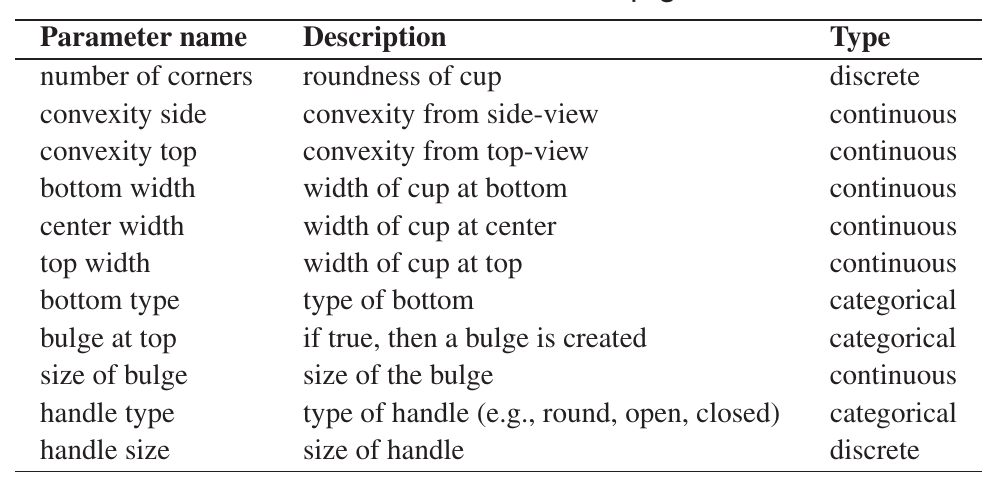 Parameter name Description Type
number of corners roundness of cup discrete
convexity side convexity from side-view continuous
convexity top convexity from top-view continuous
bottom width width of cup at bottom continuous
center width width of cup at center continuous
top width width of cup at top continuous
bottom type type of bottom categorical
bulge at top if true, then a bulge is created categorical
size of bulge size of the bulge continuous
handle type type of handle (e.g., round, open, closed) categorical
handle size size of handle discrete